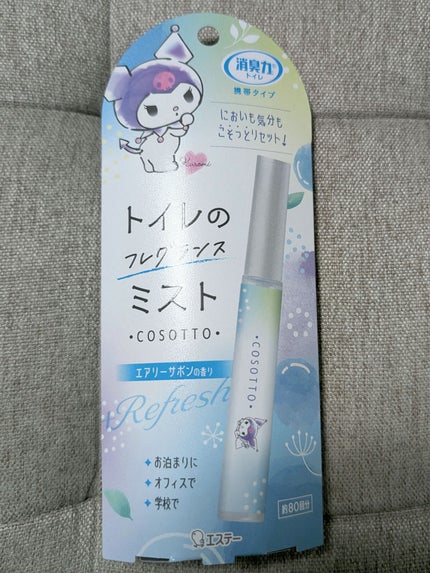 消臭力
トイレ
携帯タイプ
においも気分も
こそっとリセット!
Kuromi
トイレの
フレグランス
ミスト
・COSOTTO・
エアリーサボンの香り
Refresh
お泊まりに
オフィスで
学校で
・COSOTTO・
約80回分
エステー